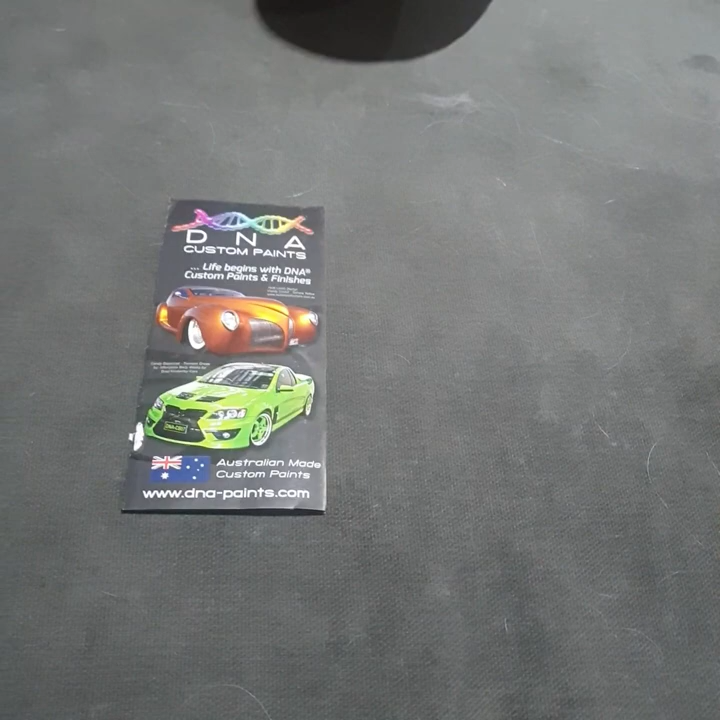 DNA
CUSTOM PAINTS
... Life begins with DNA®
Custom Paints & Finishes
Australian Made
Custom Paints
www.dna-paints.com